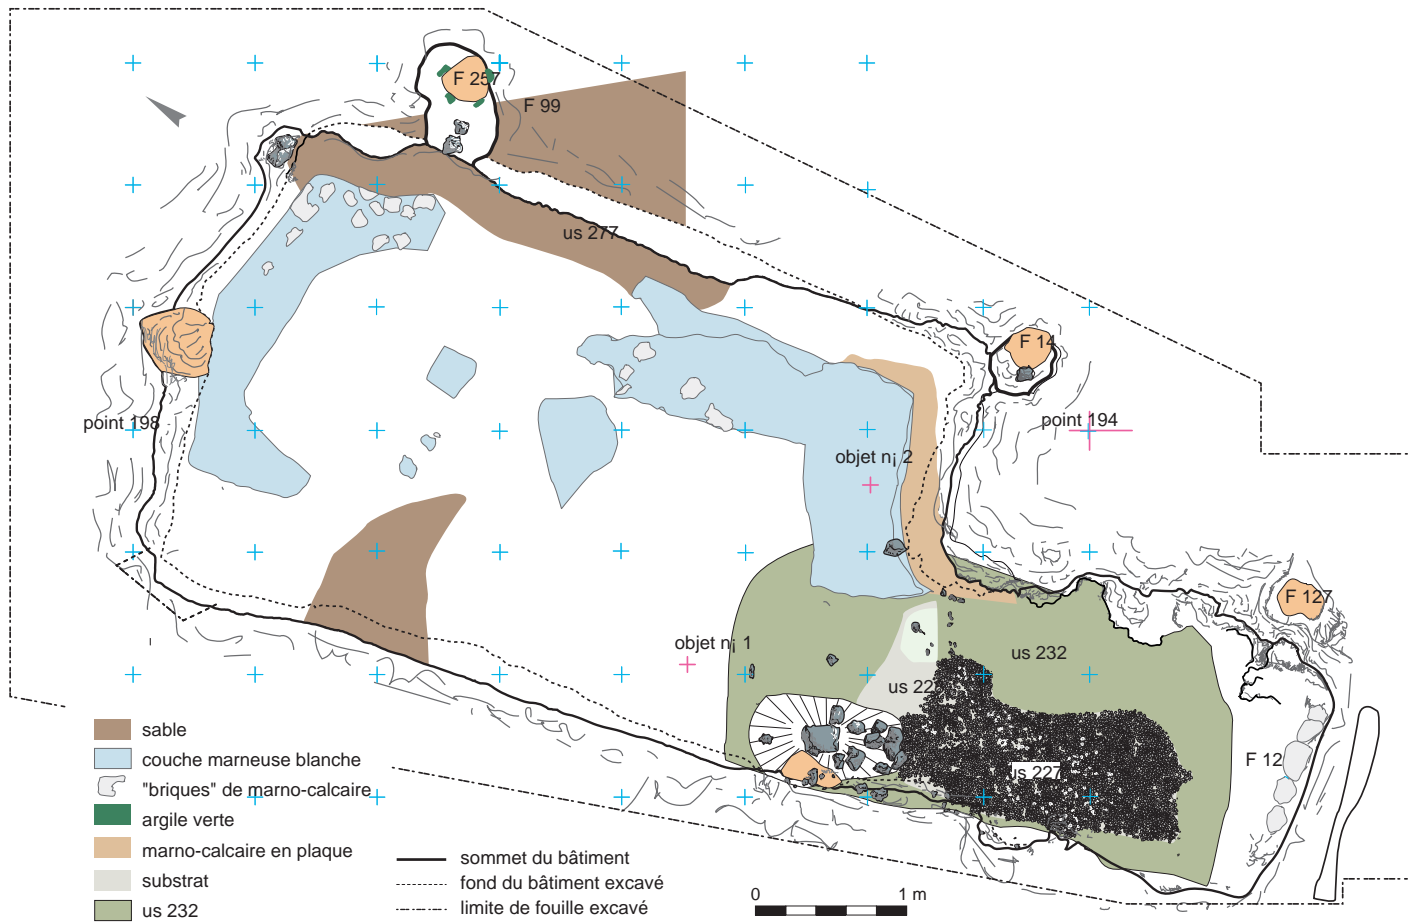 F 257
F 99
us 277
F 14
point 198
point 194
objet n¡ 2
F 127
objet n¡ 1
us 232
us 22
F 12
us 227
sable
couche marneuse blanche
"briques" de marno-calcaire
argile verte
marno-calcaire en plaque
substrat
us 232
sommet du bâtiment
fond du bâtiment excavé
limite de fouille excavé
0 1 m